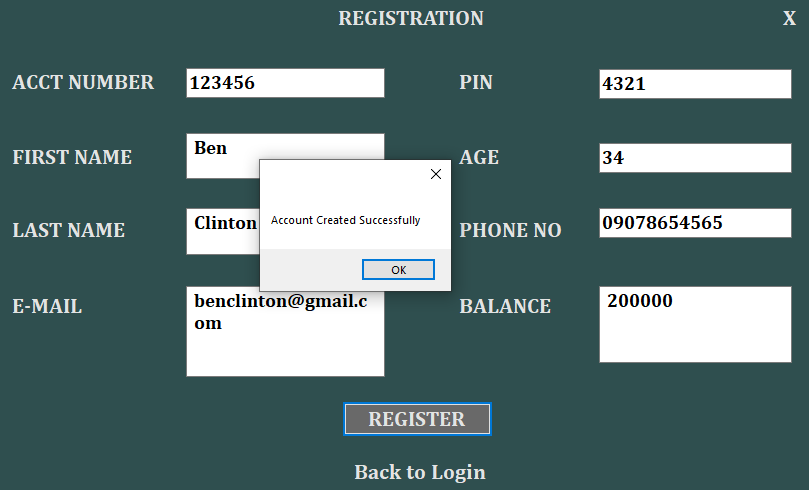 REGISTRATION X
ACCT NUMBER 123456 PIN 4321
FIRST NAME Ben AGE 34
LAST NAME Clinton PHONE NO 09078654565
Account Created Successfully
OK
E-MAIL benclinton@gmail.c
om
BALANCE 200000
REGISTER
Back to Login